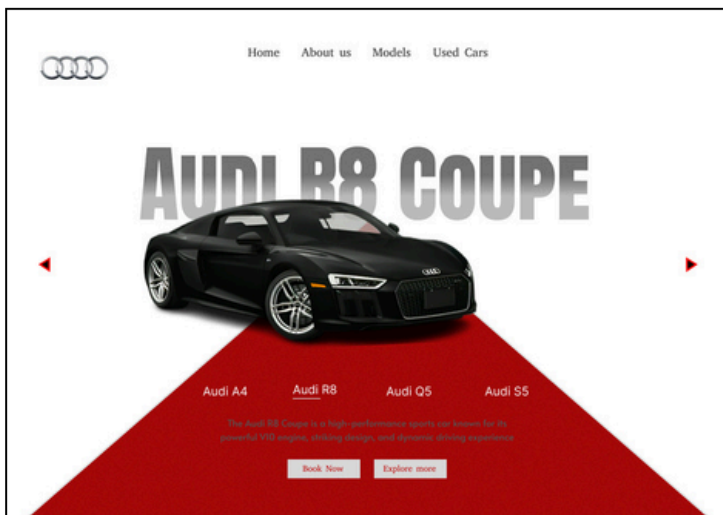 Home About us Models Used Cars
AUDI R8 COUPE
Audi A4 Audi R8 Audi Q5 Audi S5
The Audi R8 Coupe is a high-performance sports car known for its
powerful V10 engine, striking design, and dynamic driving experience
Book Now Explore more